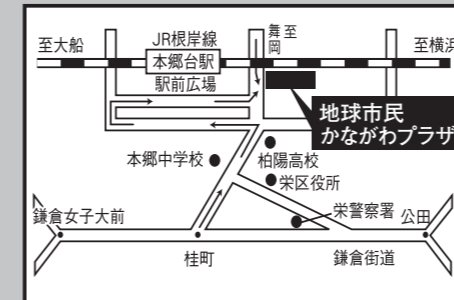 至大船
JR根岸線
本郷台駅
駅前広場
至
舞岡
至横浜
地球市民
かながわプラザ
本郷中学校
柏陽高校
栄区役所
栄警察署
公田
鎌倉女子大前
桂町
鎌倉街道